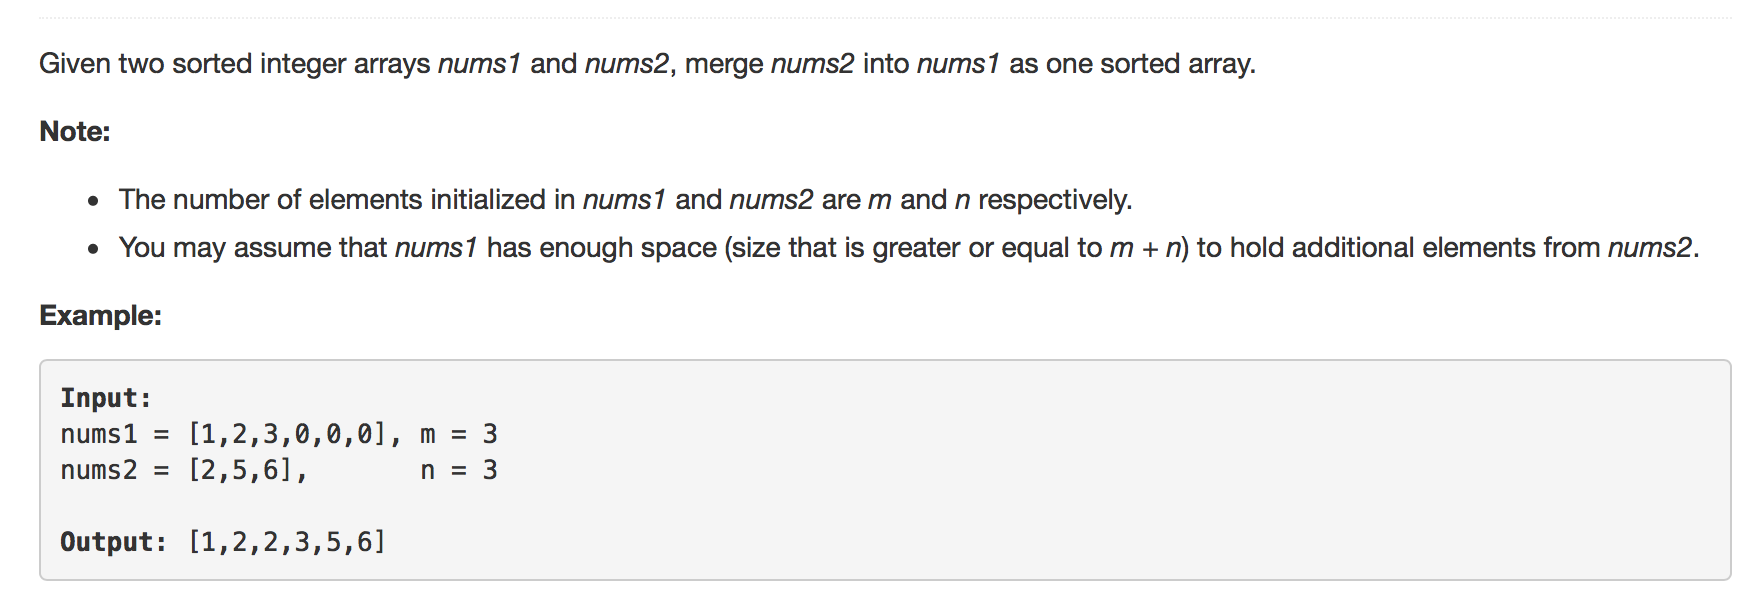 Given two sorted integer arrays nums1 and nums2, merge nums2 into nums1 as one sorted array.
Note:
• The number of elements initialized in nums1 and nums2 are m and n respectively.
• You may assume that nums1 has enough space (size that is greater or equal to m + n) to hold additional elements from nums2.
Example:
Input:
nums1 = [1,2,3,0,0,0], m = 3
nums2 = [2,5,6],       n = 3
Output: [1,2,2,3,5,6]